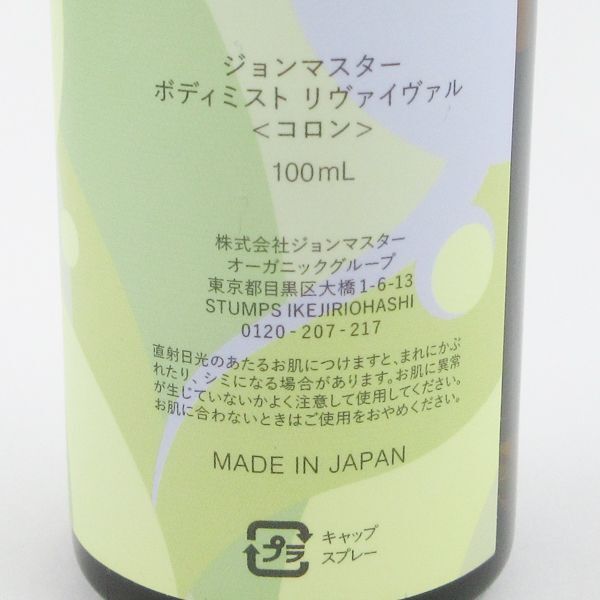 ジョンマスター
ボディミスト リヴァイヴァル
＜コロン＞
100mL
株式会社ジョンマスター
オーガニックグループ
東京都目黒区大橋1-6-13
STUMPS IKEJIRIOHASHI
0120-207-217
直射日光のあたるお肌につけますと、まれにかぶ
れたり、シミになる場合があります。お肌に異常
が生じていないかよく注意して使用してください。
お肌に合わないときはご使用をおやめください。
MADE IN JAPAN
プラ
キャップ
スプレー